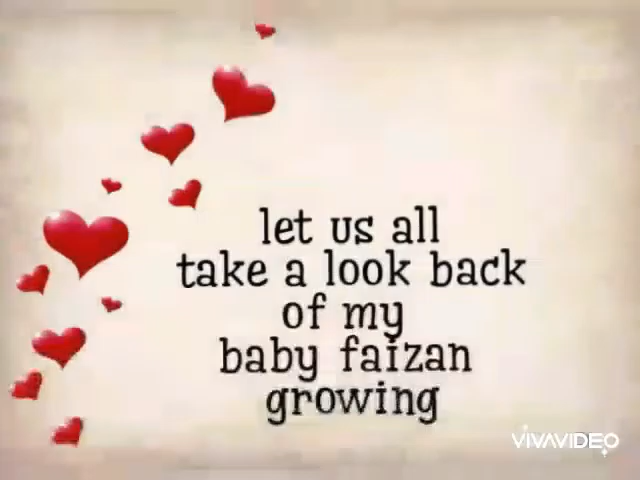 let us all
take a look back
of my
baby faizan
growing
VIVAVIDEO